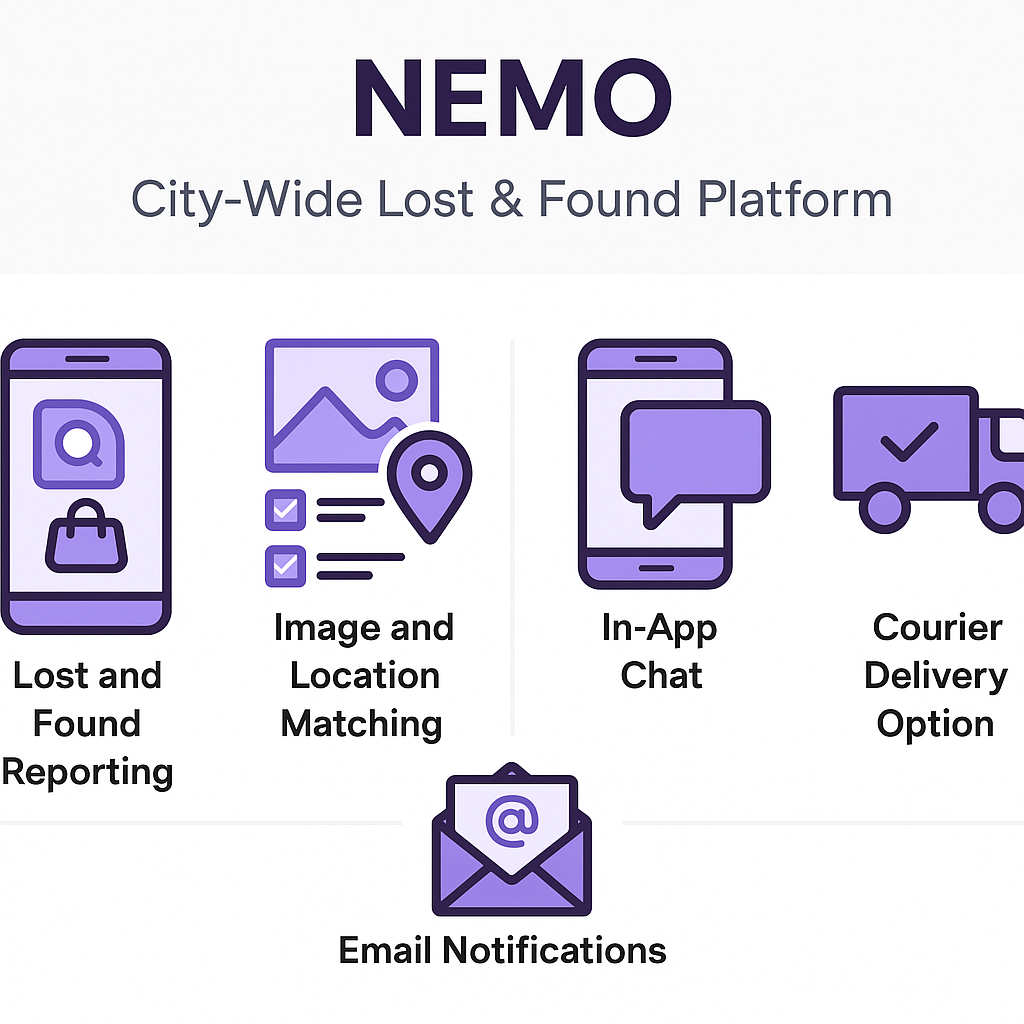 NEMO
City-Wide Lost & Found Platform
Lost and
Found
Reporting
Image and
Location
Matching
In-App
Chat
Courier
Delivery
Option
@
Email Notifications